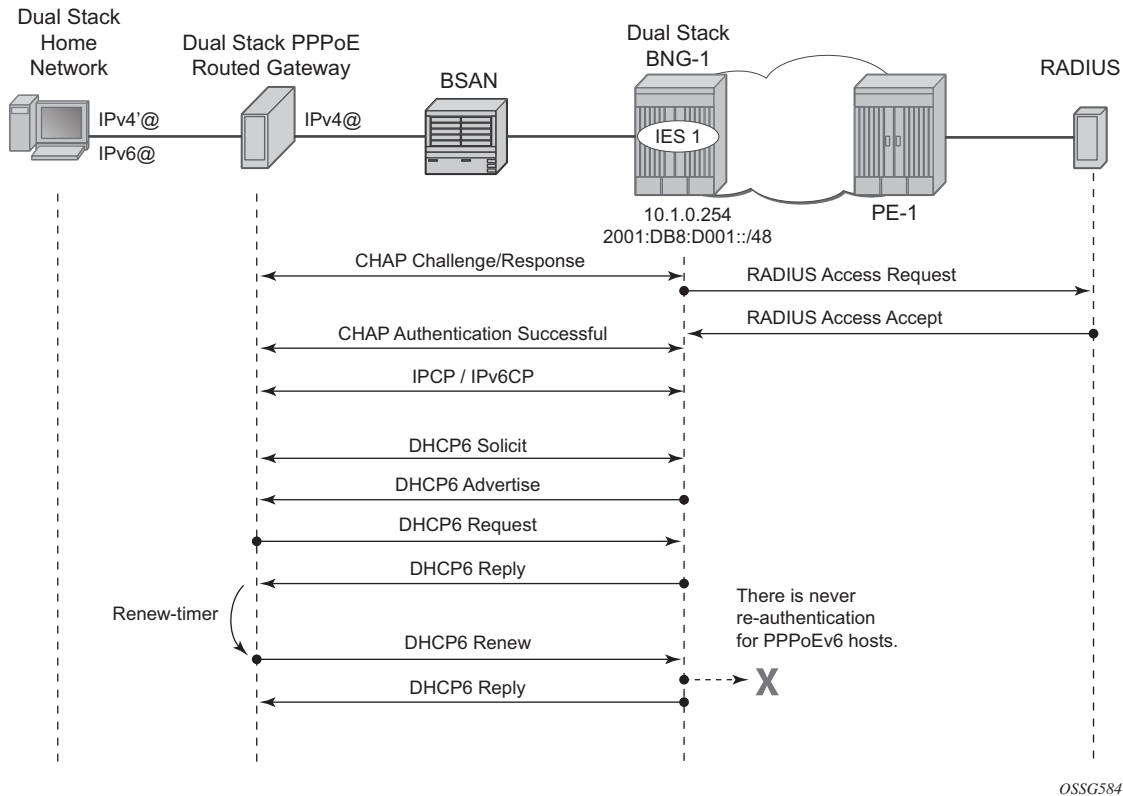 Dual Stack
Home
Network
Dual Stack PPPoE
Routed Gateway
BSAN
Dual Stack
BNG-1
RADIUS
IPv4'@
IPv6@
IPv4@
IES 1
PE-1
10.1.0.254
2001:DB8:D001::/48
CHAP Challenge/Response
RADIUS Access Request
RADIUS Access Accept
CHAP Authentication Successful
IPCP / IPv6CP
DHCP6 Solicit
DHCP6 Advertise
DHCP6 Request
DHCP6 Reply
Renew-timer
There is never
re-authentication
for PPPoEv6 hosts.
DHCP6 Renew
X
DHCP6 Reply
OSSG584